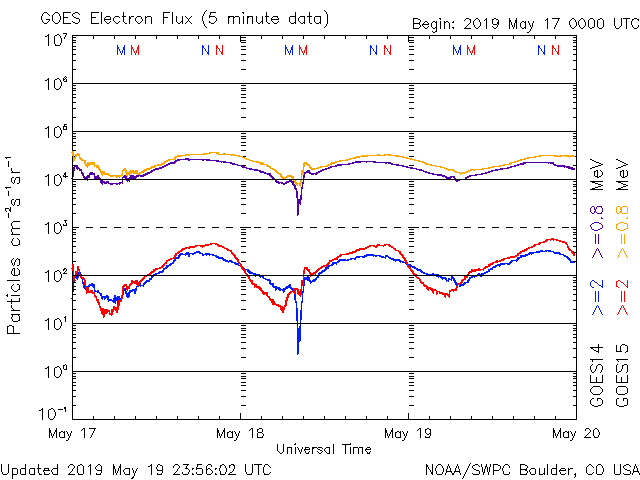 GOES Electron Flux (5 minute data)
Begin: 2019 May 17 0000 UTC
M M N N M M N N M M N N
10⁷
10⁶
10⁵
10⁴
10³
10²
10¹
10⁰
10⁻¹
Particles cm⁻²s⁻¹sr⁻¹
GOES14 >=2 >=0.8 MeV
GOES15 >=2 >=0.8 MeV
May 17 May 18 May 19 May 20
Universal Time
Updated 2019 May 19 23:56:02 UTC
NOAA/SWPC Boulder, CO USA